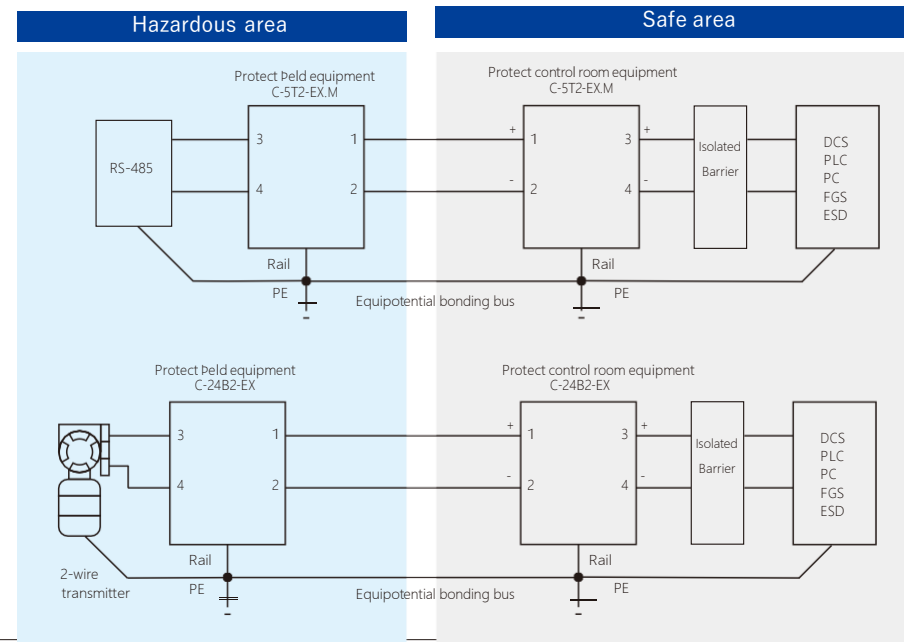 Hazardous area
Safe area
Protect Þeld equipment
C-5T2-EX.M
Protect control room equipment
C-5T2-EX.M
RS-485
3
1
4
2
+
1
3
+
-
2
4
-
Isolated
Barrier
DCS
PLC
PC
FGS
ESD
Rail
PE
Equipotential bonding bus
Rail
PE
Protect Þeld equipment
C-24B2-EX
Protect control room equipment
C-24B2-EX
3
1
4
2
+
1
3
+
-
2
4
-
Isolated
Barrier
DCS
PLC
PC
FGS
ESD
2-wire
transmitter
Rail
PE
Equipotential bonding bus
Rail
PE